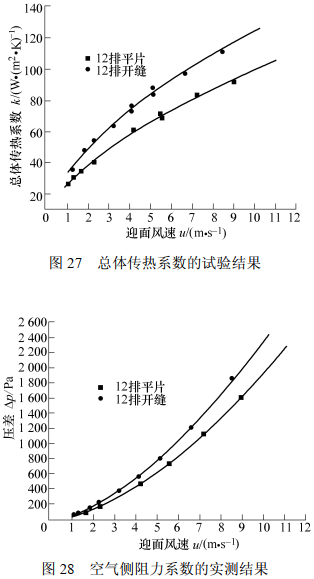 140
120
100
80
60
40
20
总体传热系数 k/(W•(m²•K)⁻¹)
12排平片
12排开缝
0 1 2 3 4 5 6 7 8 9 10 11 12
迎面风速 u/(m•s⁻¹)
图 27 总体传热系数的试验结果
2 600
2 400
2 200
2 000
1 800
1 600
1 400
1 200
1 000
800
600
400
200
压差 Δp/Pa
12排平片
12排开缝
0 1 2 3 4 5 6 7 8 9 10 11 12
迎面风速 u/(m•s⁻¹)
图 28 空气侧阻力系数的实测结果